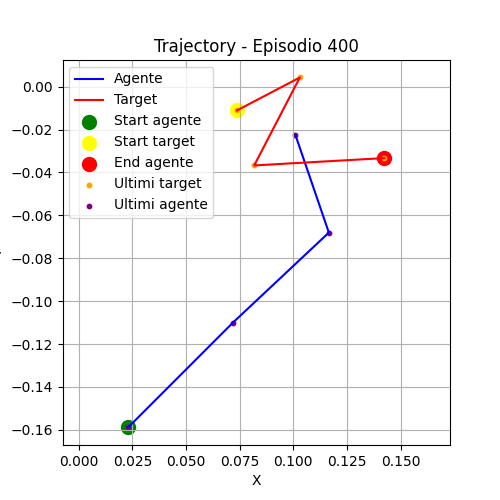 Trajectory - Episodio 400
Agente
Target
Start agente
Start target
End agente
Ultimi target
Ultimi agente
0.00
−0.02
−0.04
−0.06
−0.08
−0.10
−0.12
−0.14
−0.16
0.000 0.025 0.050 0.075 0.100 0.125 0.150
X